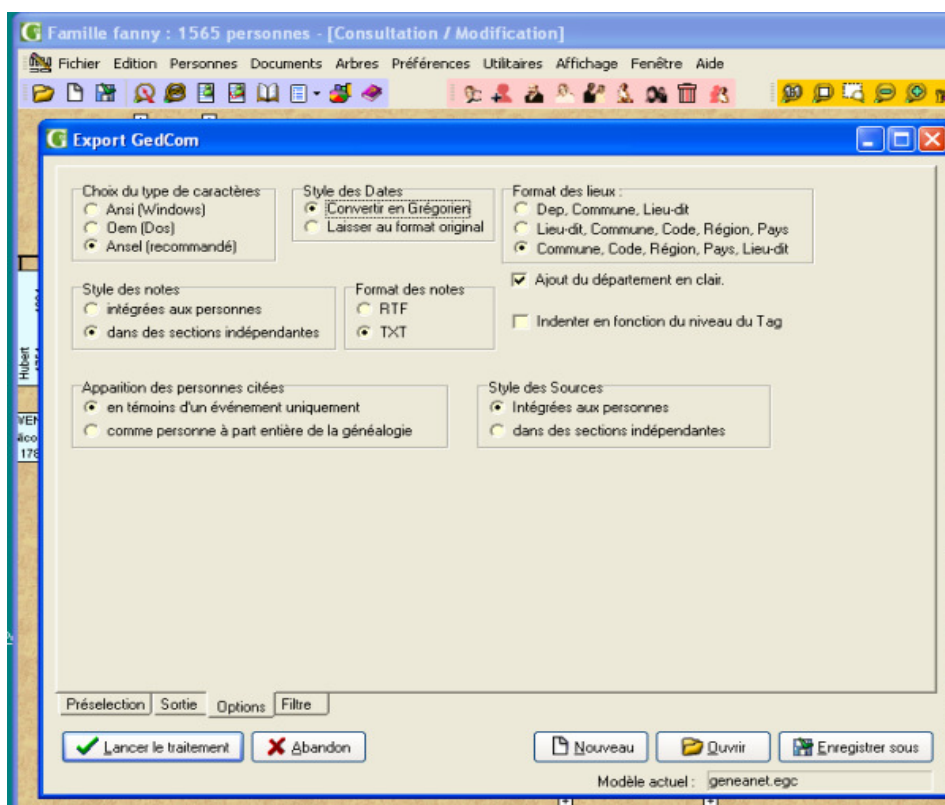 Famille fanny : 1565 personnes - [Consultation / Modification]
Fichier Edition Personnes Documents Arbres Préférences Utilitaires Affichage Fenêtre Aide
Export GedCom
Choix du type de caractères
Ansi (Windows)
Oem (Dos)
Ansel (recommandé)
Style des Dates
Convertir en Grégorien
Laisser au format original
Format des lieux :
Dep, Commune, Lieu-dit
Lieu-dit, Commune, Code, Région, Pays
Commune, Code, Région, Pays, Lieu-dit
Ajout du département en clair.
Indenter en fonction du niveau du Tag
Style des notes
intégrées aux personnes
dans des sections indépendantes
Format des notes
RTF
TXT
Hubert
Apparition des personnes citées
en témoins d'un événement uniquement
comme personne à part entière de la généalogie
Style des Sources
Intégrées aux personnes
dans des sections indépendantes
178
Préselection Sortie Options Filtre
Lancer le traitement Abandon Nouveau Ouvrir Enregistrer sous
Modèle actuel : geneanet.egc